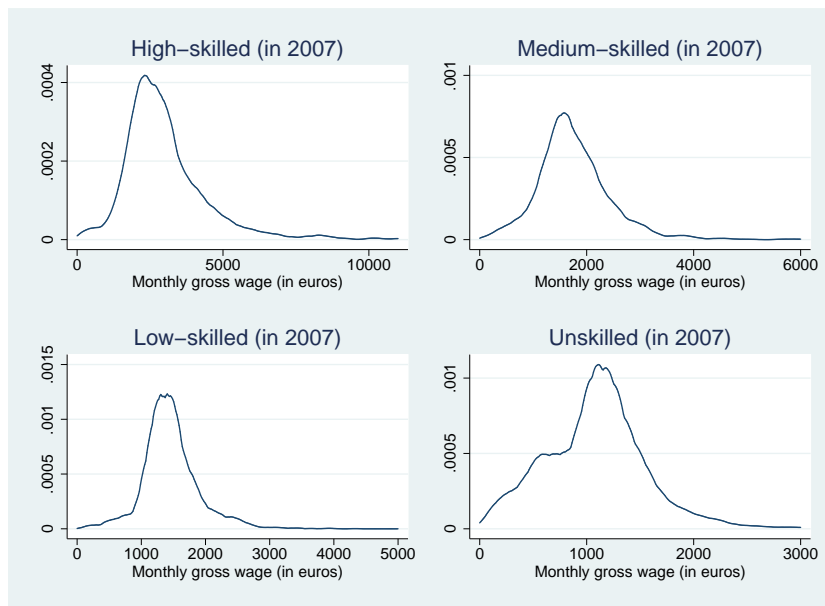 High−skilled (in 2007)
.0004
.0002
0
0 5000 10000
Monthly gross wage (in euros)
Medium−skilled (in 2007)
.001
.0005
0
0 2000 4000 6000
Monthly gross wage (in euros)
Low−skilled (in 2007)
.0015
.001
.0005
0
0 1000 2000 3000 4000 5000
Monthly gross wage (in euros)
Unskilled (in 2007)
.001
.0005
0
0 1000 2000 3000
Monthly gross wage (in euros)